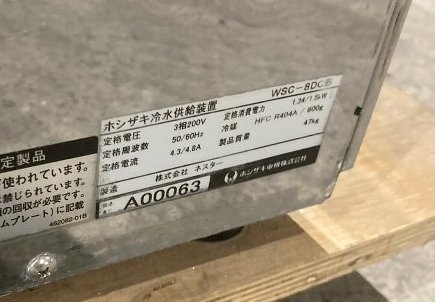 ホシザキ冷水供給装置 WSC-8DC形
定格電圧 3相200V 定格消費電力 1.34/1.5kW
定格周波数 50/60Hz 冷媒 HFC R404A / 600g
定格電流 4.3/4.8A 製品質量 47kg
製造 株式会社 ネスター
A00063 ホシザキ電機株式会社
定製品
使われています。
禁じられています。
の回収が必要です。
ムプレート)に記載
462082-01B